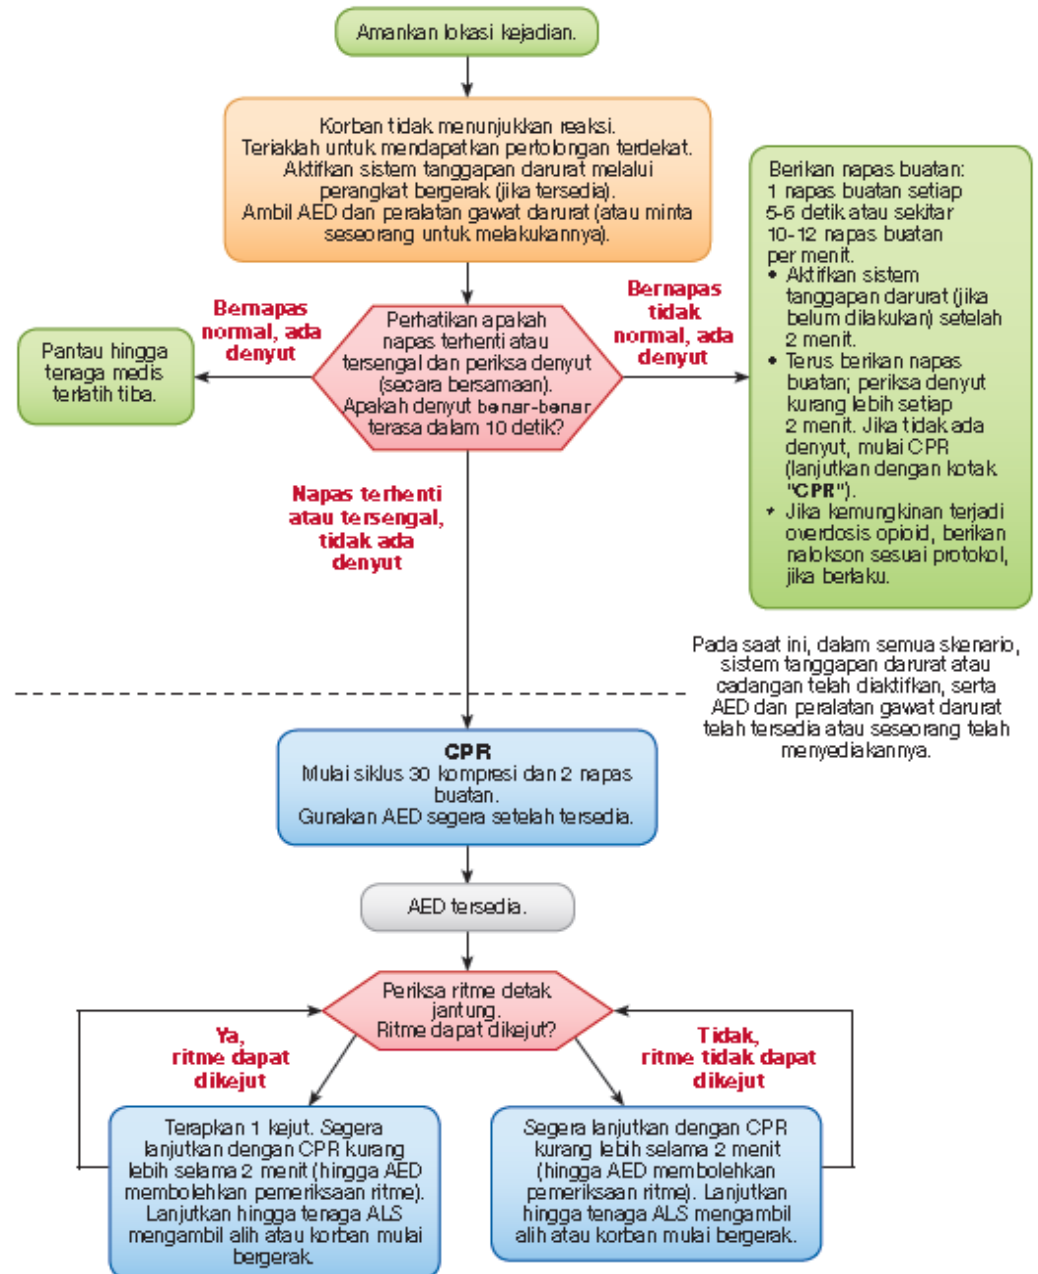 Amankan lokasi kejadian.
Korban tidak menunjukkan reaksi.
Teriaklah untuk mendapatkan pertolongan terdekat.
Aktifkan sistem tanggapan darurat melalui
perangkat bergerak (jika tersedia).
Ambil AED dan peralatan gawat darurat (atau minta
seseorang untuk melakukannya).
Bernapas
normal, ada
denyut
Pantau hingga
tenaga medis
terlatih tiba.
Perhatikan apakah
napas terhenti atau
tersengal dan periksa denyut
(secara bersamaan).
Apakah denyut benar-benar
terasa dalam 10 detik?
Bernapas
tidak
normal, ada
denyut
Berikan napas buatan:
1 napas buatan setiap
5-6 detik atau sekitar
10-12 napas buatan
per menit.
• Aktifkan sistem
tanggapan darurat (jika
belum dilakukan) setelah
2 menit.
• Terus berikan napas
buatan; periksa denyut
kurang lebih setiap
2 menit. Jika tidak ada
denyut, mulai CPR
(lanjutkan dengan kotak
"CPR").
• Jika kemungkinan terjadi
overdosis opioid, berikan
nalokson sesuai protokol,
jika berlaku.
Napas terhenti
atau tersengal,
tidak ada
denyut
Pada saat ini, dalam semua skenario,
sistem tanggapan darurat atau
cadangan telah diaktifkan, serta
AED dan peralatan gawat darurat
telah tersedia atau seseorang telah
menyediakannya.
CPR
Mulai siklus 30 kompresi dan 2 napas
buatan.
Gunakan AED segera setelah tersedia.
AED tersedia.
Periksa ritme detak
jantung.
Ritme dapat dikejut?
Ya,
ritme dapat
dikejut
Tidak,
ritme tidak dapat
dikejut
Terapkan 1 kejut. Segera
lanjutkan dengan CPR kurang
lebih selama 2 menit (hingga AED
membolehkan pemeriksaan ritme).
Lanjutkan hingga tenaga ALS
mengambil alih atau korban mulai
bergerak.
Segera lanjutkan dengan CPR
kurang lebih selama 2 menit
(hingga AED membolehkan
pemeriksaan ritme). Lanjutkan
hingga tenaga ALS mengambil
alih atau korban mulai bergerak.